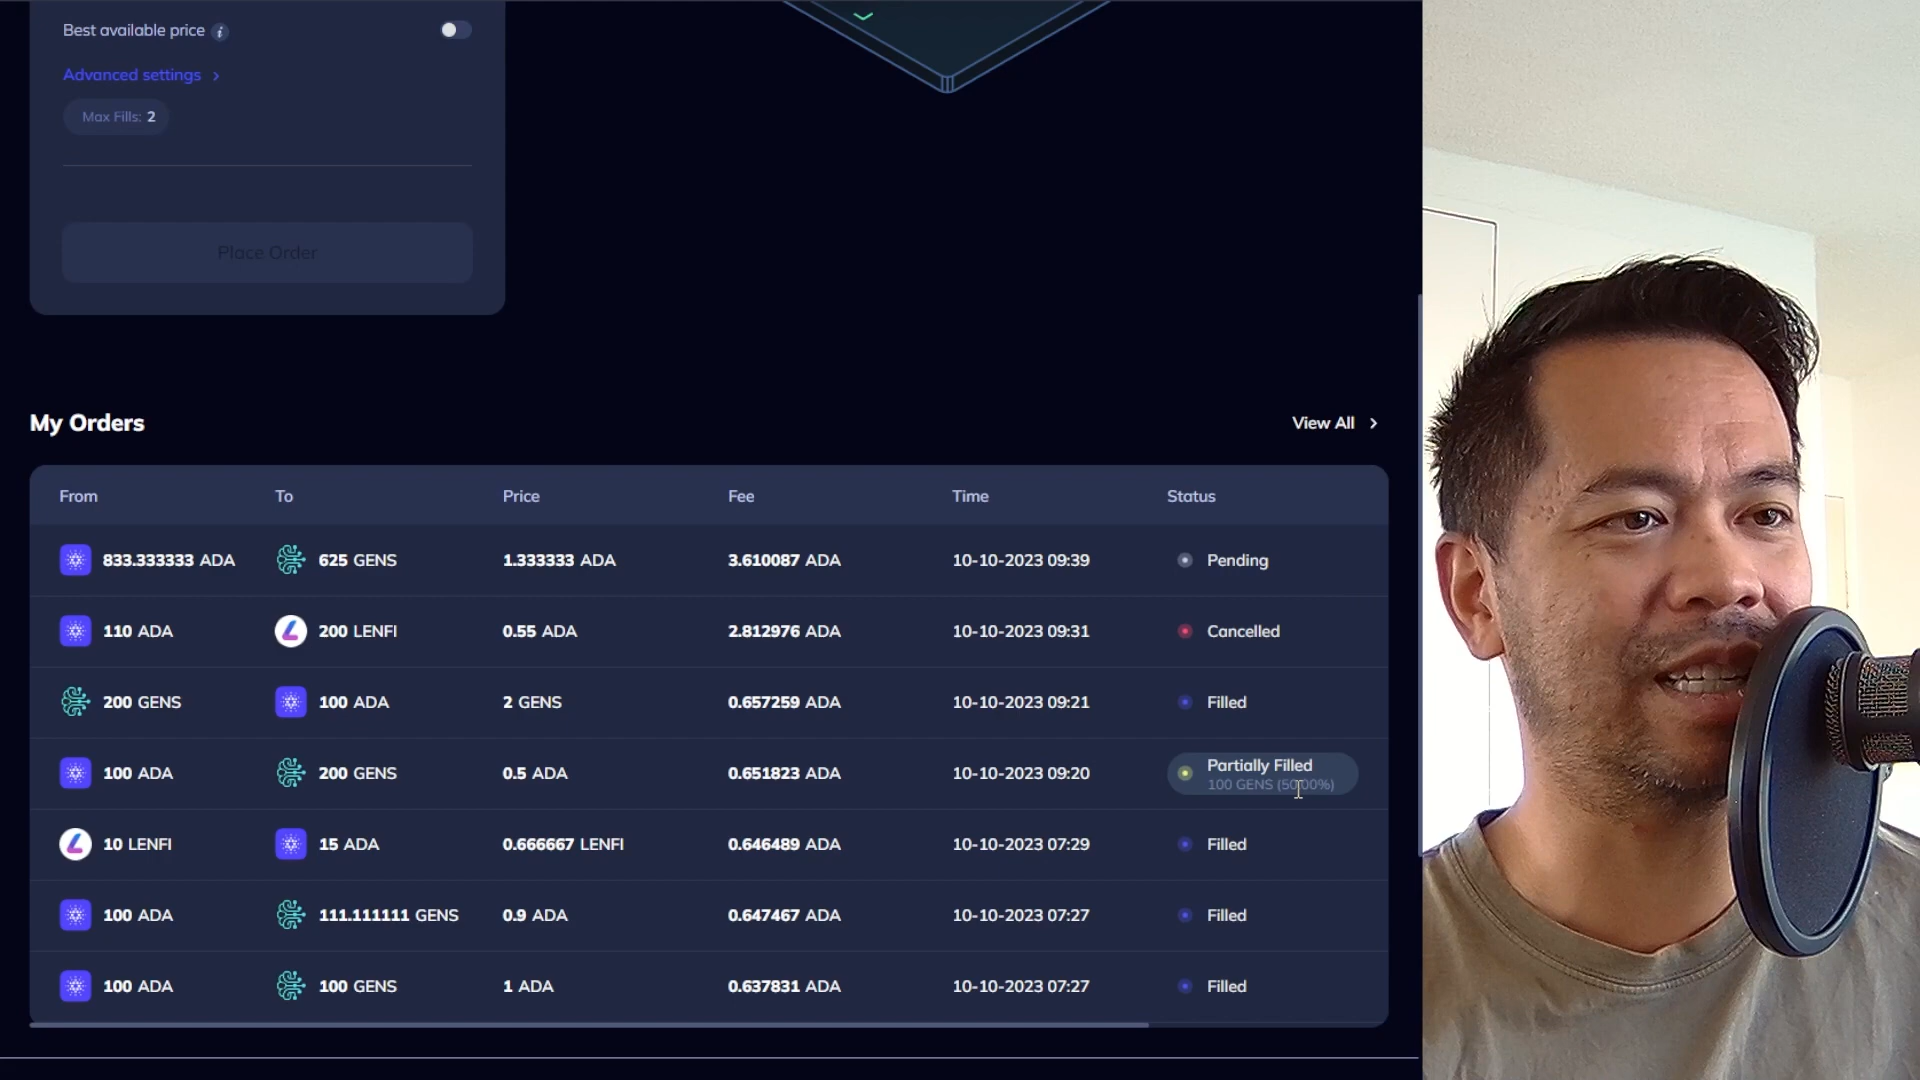 Best available price i
Advanced settings >
Max Fills: 2
Place Order
My Orders
View All >
From To Price Fee Time Status
833.333333 ADA 625 GENS 1.333333 ADA 3.610087 ADA 10-10-2023 09:39 Pending
110 ADA 200 LENFI 0.55 ADA 2.812976 ADA 10-10-2023 09:31 Cancelled
200 GENS 100 ADA 2 GENS 0.657259 ADA 10-10-2023 09:21 Filled
100 ADA 200 GENS 0.5 ADA 0.651823 ADA 10-10-2023 09:20 Partially Filled
100 GENS (50.00%)
10 LENFI 15 ADA 0.666667 LENFI 0.646489 ADA 10-10-2023 07:29 Filled
100 ADA 111.111111 GENS 0.9 ADA 0.647467 ADA 10-10-2023 07:27 Filled
100 ADA 100 GENS 1 ADA 0.637831 ADA 10-10-2023 07:27 Filled